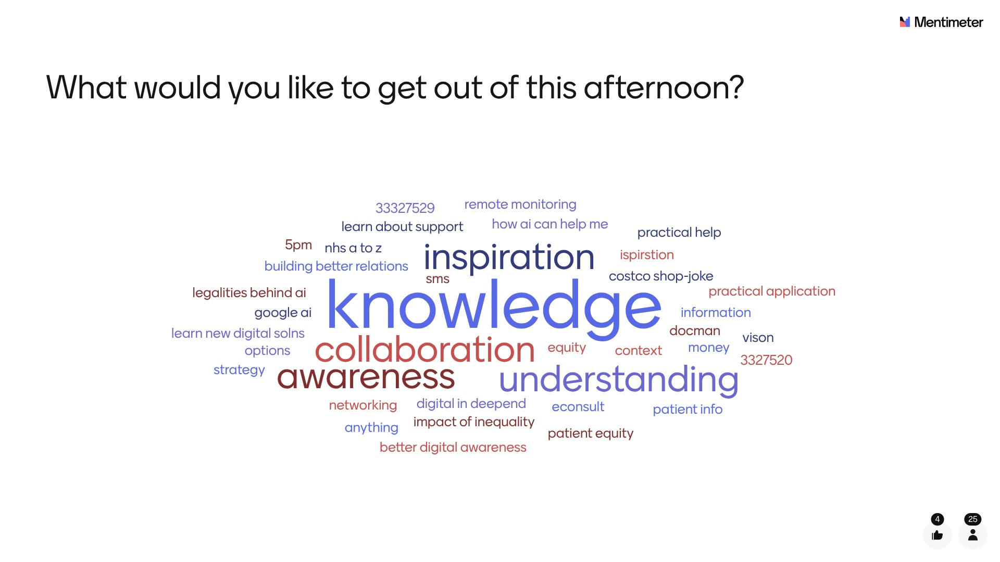 Mentimeter
What would you like to get out of this afternoon?
33327529
remote monitoring
learn about support
how ai can help me
practical help
5pm
nhs a to z
inspiration
ispirstion
building better relations
sms
costco shop-joke
legalities behind ai
knowledge
practical application
google ai
information
learn new digital solns
docman
vison
options
collaboration
equity
context
money
3327520
strategy
awareness
understanding
networking
digital in deepend
econsult
patient info
anything
impact of inequality
patient equity
better digital awareness
4
25